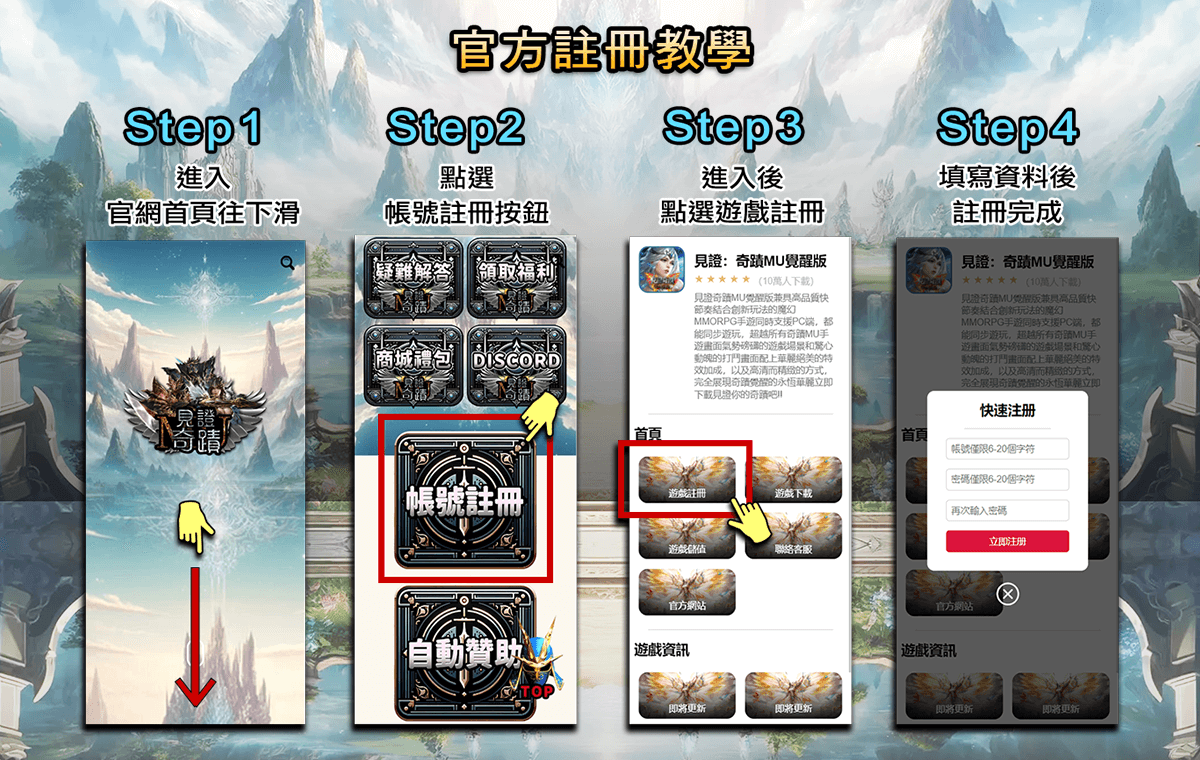 官方註冊教學
Step1
進入
官網首頁往下滑
見證
奇蹟
Step2
點選
帳號註冊按鈕
疑難解答
領取福利
商城禮包
DISCORD
帳號註冊
自動贊助
TOP
Step3
進入後
點選遊戲註冊
見證：奇蹟MU覺醒版
(10萬人下載)
見證奇蹟MU覺醒版兼具高品質快
節奏結合創新玩法的魔幻
MMORPG手遊同時支援PC端，都
能同步遊玩，超越所有奇蹟MU手
遊畫面氣勢磅礡的遊戲場景和驚心
動魄的打鬥畫面配上華麗絕美的特
效加成，以及高清而精緻的方式，
完全展現奇蹟覺醒的永恆華麗立即
下載見證你的奇蹟吧!!
首頁
遊戲註冊
遊戲下載
遊戲儲值
聯絡客服
官方網站
遊戲資訊
即將更新
即將更新
Step4
填寫資料後
註冊完成
見證：奇蹟MU覺醒版
(10萬人下載)
見證奇蹟MU覺醒版兼具高品質快
節奏結合創新玩法的魔幻
MMORPG手遊同時支援PC端，都
能同步遊玩，超越所有奇蹟MU手
遊畫面氣勢磅礡的遊戲場景和驚心
動魄的打鬥畫面配上華麗絕美的特
效加成，以及高清而精緻的方式，
完全展現奇蹟覺醒的永恆華麗立即
首頁
快速注册
帳號僅限6-20個字符
密碼僅限6-20個字符
再次輸入密碼
立即注册
官方網站
遊戲資訊
即將更新
即將更新